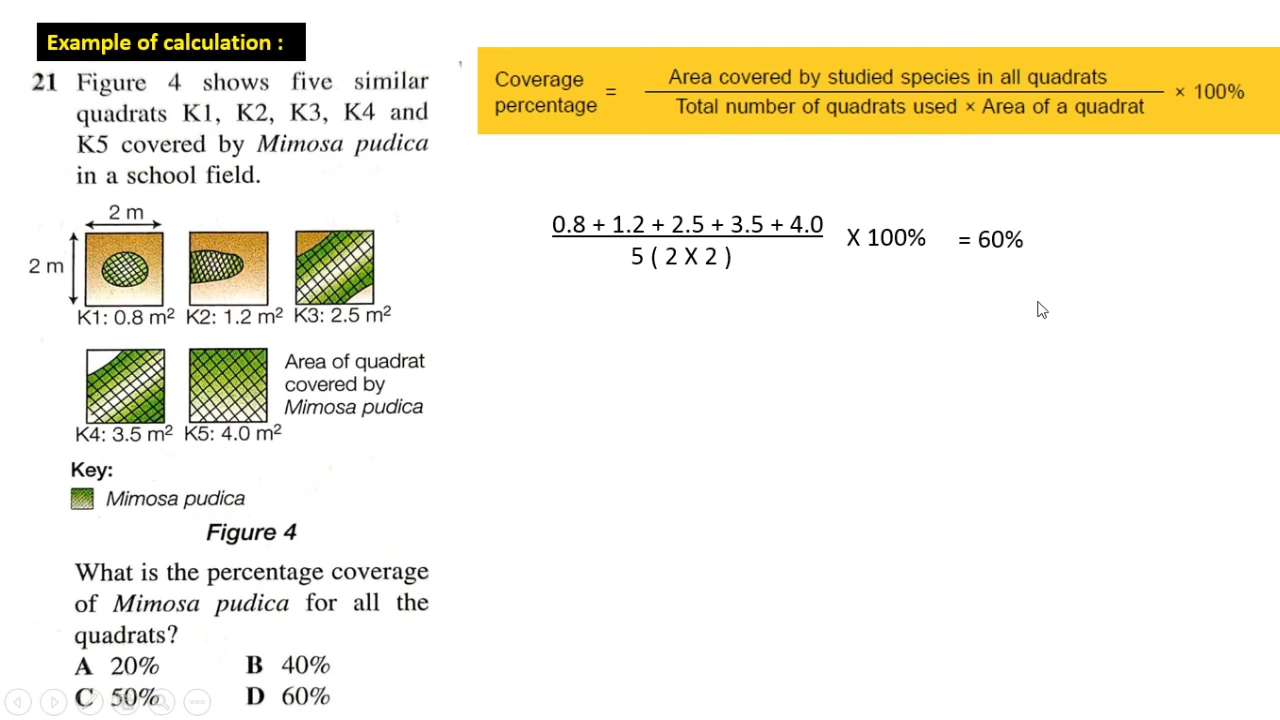 Example of calculation :
21 Figure 4 shows five similar
quadrats K1, K2, K3, K4 and
K5 covered by Mimosa pudica
in a school field.
2 m
2 m
K1: 0.8 m² K2: 1.2 m² K3: 2.5 m²
Area of quadrat
covered by
Mimosa pudica
K4: 3.5 m² K5: 4.0 m²
Key:
Mimosa pudica
Figure 4
What is the percentage coverage
of Mimosa pudica for all the
quadrats?
A 20% B 40%
C 50% D 60%
Coverage percentage = Area covered by studied species in all quadrats
Total number of quadrats used × Area of a quadrat × 100%
0.8 + 1.2 + 2.5 + 3.5 + 4.0
5 ( 2 X 2 )
X 100% = 60%